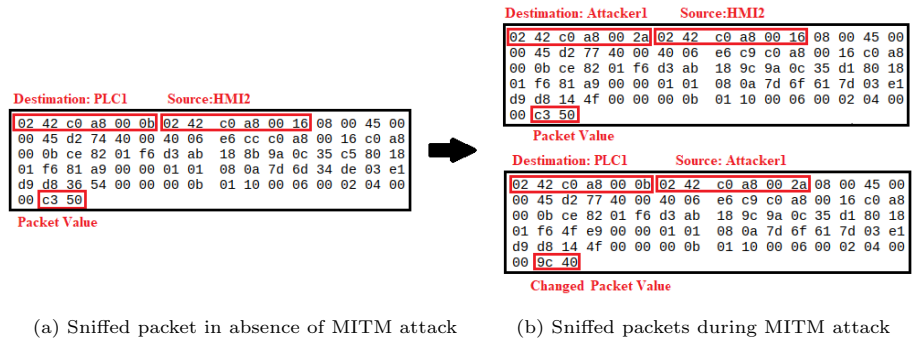 Destination: PLC1 Source:HMI2
02 42 c0 a8 00 0b 02 42 c0 a8 00 16 08 00 45 00
00 45 d2 74 40 00 40 06 e6 cc c0 a8 00 16 c0 a8
00 0b ce 82 01 f6 d3 ab 18 8b 9a 0c 35 c5 80 18
01 f6 81 a9 00 00 01 01 08 0a 7d 6d 34 de 03 e1
d9 d8 36 54 00 00 00 0b 01 10 00 06 00 02 04 00
00 c3 50
Packet Value
Destination: Attacker1 Source:HMI2
02 42 c0 a8 00 2a 02 42 c0 a8 00 16 08 00 45 00
00 45 d2 77 40 00 40 06 e6 c9 c0 a8 00 16 c0 a8
00 0b ce 82 01 f6 d3 ab 18 9c 9a 0c 35 d1 80 18
01 f6 81 a9 00 00 01 01 08 0a 7d 6f 61 7d 03 e1
d9 d8 14 4f 00 00 00 0b 01 10 00 06 00 02 04 00
00 c3 50
Packet Value
Destination: PLC1 Source: Attacker1
02 42 c0 a8 00 0b 02 42 c0 a8 00 2a 08 00 45 00
00 45 d2 77 40 00 40 06 e6 c9 c0 a8 00 16 c0 a8
00 0b ce 82 01 f6 d3 ab 18 9c 9a 0c 35 d1 80 18
01 f6 4f e9 00 00 01 01 08 0a 7d 6f 61 7d 03 e1
d9 d8 14 4f 00 00 00 0b 01 10 00 06 00 02 04 00
00 9c 40
Changed Packet Value
(a) Sniffed packet in absence of MITM attack
(b) Sniffed packets during MITM attack